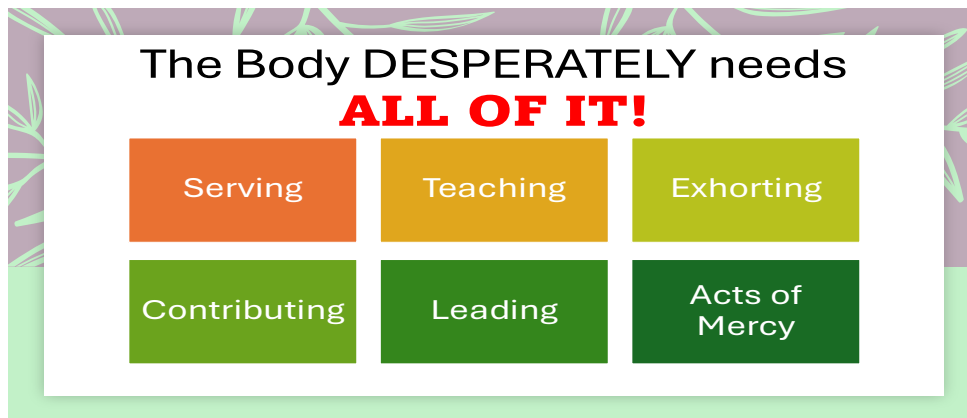 The Body DESPERATELY needs
ALL OF IT!
Serving
Teaching
Exhorting
Contributing
Leading
Acts of
Mercy